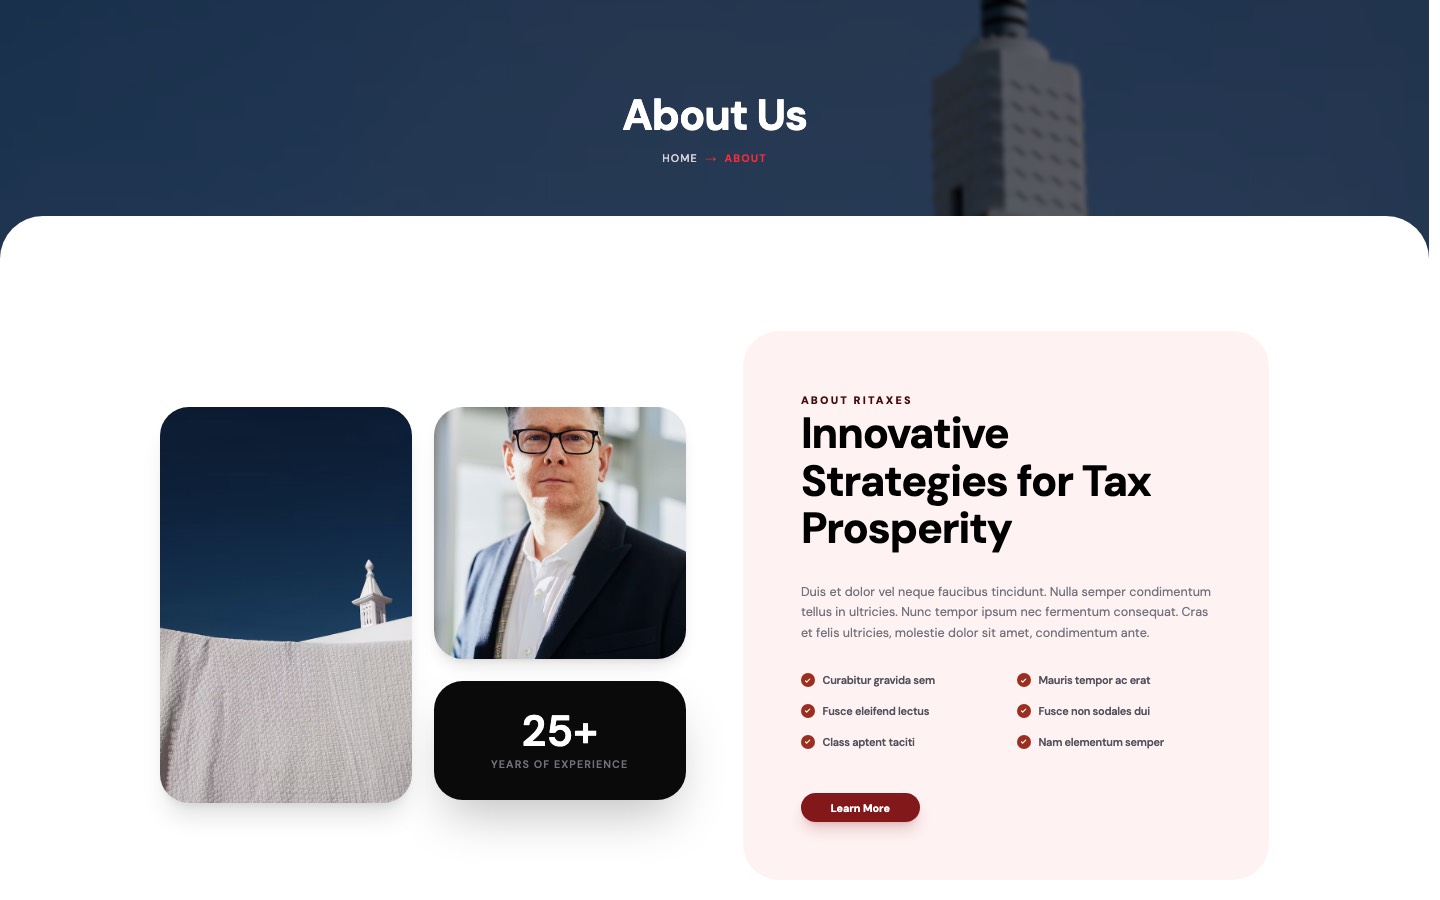 About Us
HOME → ABOUT
25+
YEARS OF EXPERIENCE
ABOUT RITAXES
Innovative
Strategies for Tax
Prosperity
Duis et dolor vel neque faucibus tincidunt. Nulla semper condimentum
tellus in ultricies. Nunc tempor ipsum nec fermentum consequat. Cras
et felis ultricies, molestie dolor sit amet, condimentum ante.
Curabitur gravida sem
Mauris tempor ac erat
Fusce eleifend lectus
Fusce non sodales dui
Class aptent taciti
Nam elementum semper
Learn More